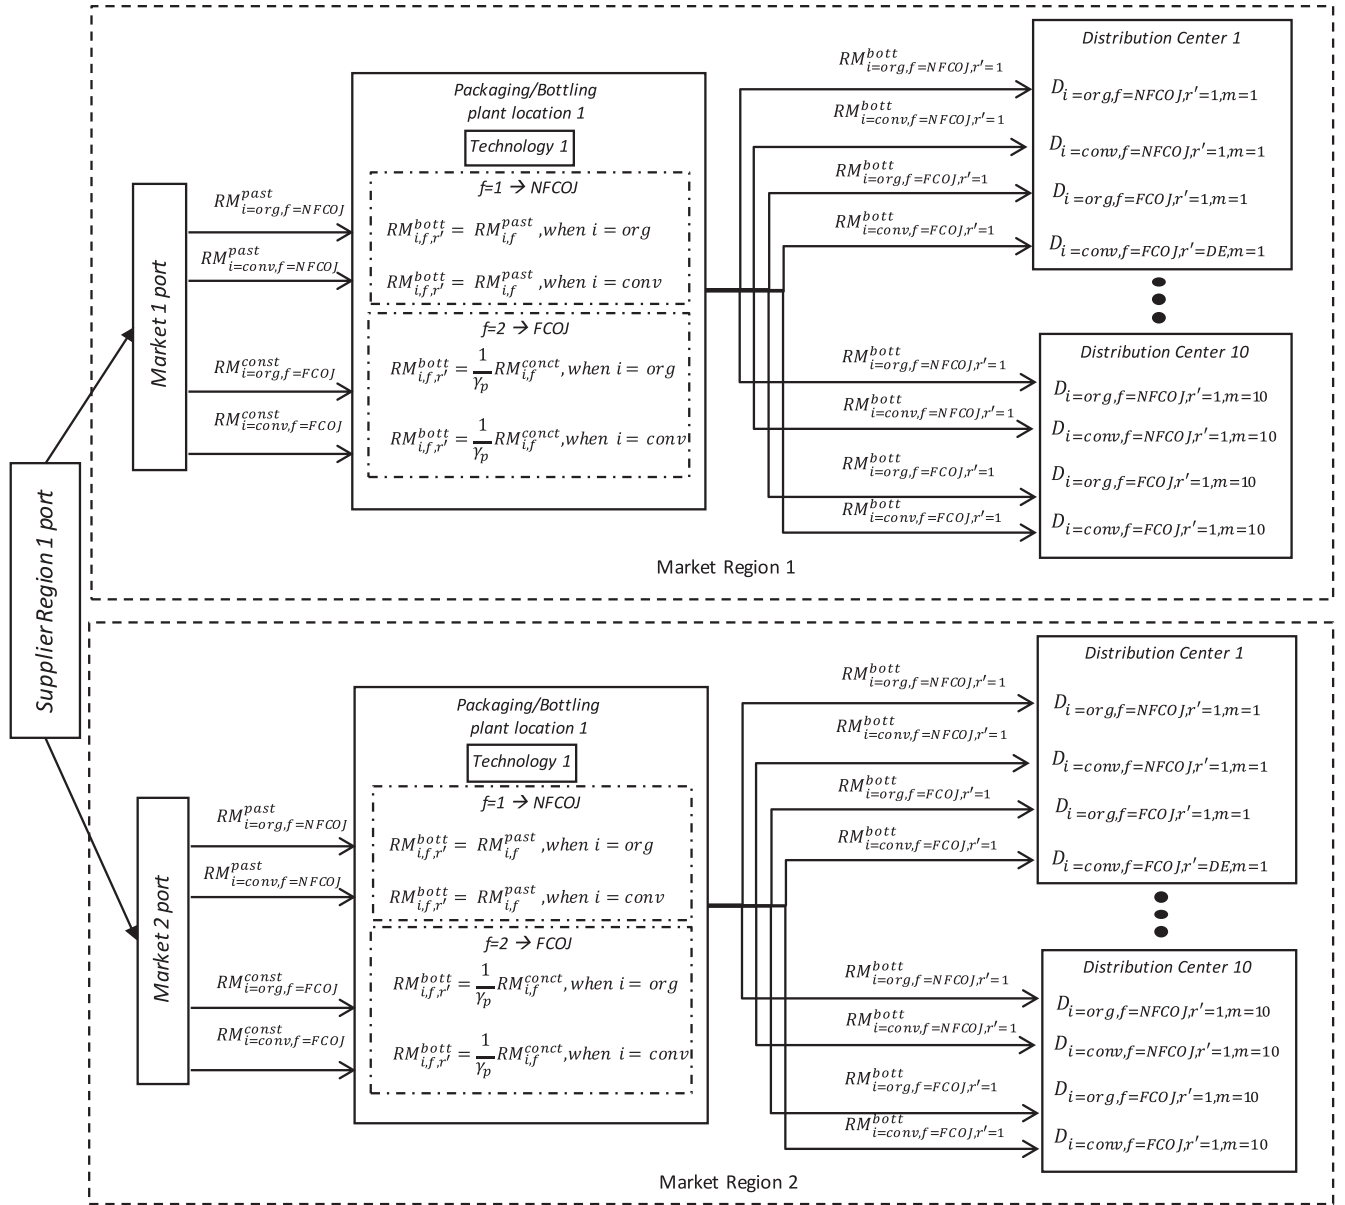 Supplier Region 1 port
Market 1 port
RM^{past}_{i=org,f=NFCOJ}
RM^{past}_{i=conv,f=NFCOJ}
RM^{const}_{i=org,f=FCOJ}
RM^{const}_{i=conv,f=FCOJ}
Packaging/Bottling
plant location 1
Technology 1
f=1 → NFCOJ
RM^{bott}_{i,f,r′} = RM^{past}_{i,f} ,when i = org
RM^{bott}_{i,f,r′} = RM^{past}_{i,f} ,when i = conv
f=2 → FCOJ
RM^{bott}_{i,f,r′} = \frac{1}{γ_p} RM^{conct}_{i,f}, when i = org
RM^{bott}_{i,f,r′} = \frac{1}{γ_p} RM^{conct}_{i,f},when i = conv
RM^{bott}_{i=org,f=NFCOJ,r′=1}
RM^{bott}_{i=conv,f=NFCOJ,r′=1}
RM^{bott}_{i=org,f=FCOJ,r′=1}
RM^{bott}_{i=conv,f=FCOJ,r′=1}
Distribution Center 1
D_{i=org,f=NFCOJ,r′=1,m=1}
D_{i=conv,f=NFCOJ,r′=1,m=1}
D_{i=org,f=FCOJ,r′=1,m=1}
D_{i=conv,f=FCOJ,r′=DE,m=1}
RM^{bott}_{i=org,f=NFCOJ,r′=1}
RM^{bott}_{i=conv,f=NFCOJ,r′=1}
RM^{bott}_{i=org,f=FCOJ,r′=1}
RM^{bott}_{i=conv,f=FCOJ,r′=1}
Distribution Center 10
D_{i=org,f=NFCOJ,r′=1,m=10}
D_{i=conv,f=NFCOJ,r′=1,m=10}
D_{i=org,f=FCOJ,r′=1,m=10}
D_{i=conv,f=FCOJ,r′=1,m=10}
Market Region 1
Market 2 port
RM^{past}_{i=org,f=NFCOJ}
RM^{past}_{i=conv,f=NFCOJ}
RM^{const}_{i=org,f=FCOJ}
RM^{const}_{i=conv,f=FCOJ}
Packaging/Bottling
plant location 1
Technology 1
f=1 → NFCOJ
RM^{bott}_{i,f,r′} = RM^{past}_{i,f} ,when i = org
RM^{bott}_{i,f,r′} = RM^{past}_{i,f} ,when i = conv
f=2 → FCOJ
RM^{bott}_{i,f,r′} = \frac{1}{γ_p} RM^{conct}_{i,f}, when i = org
RM^{bott}_{i,f,r′} = \frac{1}{γ_p} RM^{conct}_{i,f},when i = conv
RM^{bott}_{i=org,f=NFCOJ,r′=1}
RM^{bott}_{i=conv,f=NFCOJ,r′=1}
RM^{bott}_{i=org,f=FCOJ,r′=1}
RM^{bott}_{i=conv,f=FCOJ,r′=1}
Distribution Center 1
D_{i=org,f=NFCOJ,r′=1,m=1}
D_{i=conv,f=NFCOJ,r′=1,m=1}
D_{i=org,f=FCOJ,r′=1,m=1}
D_{i=conv,f=FCOJ,r′=DE,m=1}
RM^{bott}_{i=org,f=NFCOJ,r′=1}
RM^{bott}_{i=conv,f=NFCOJ,r′=1}
RM^{bott}_{i=org,f=FCOJ,r′=1}
RM^{bott}_{i=conv,f=FCOJ,r′=1}
Distribution Center 10
D_{i=org,f=NFCOJ,r′=1,m=10}
D_{i=conv,f=NFCOJ,r′=1,m=10}
D_{i=org,f=FCOJ,r′=1,m=10}
D_{i=conv,f=FCOJ,r′=1,m=10}
Market Region 2